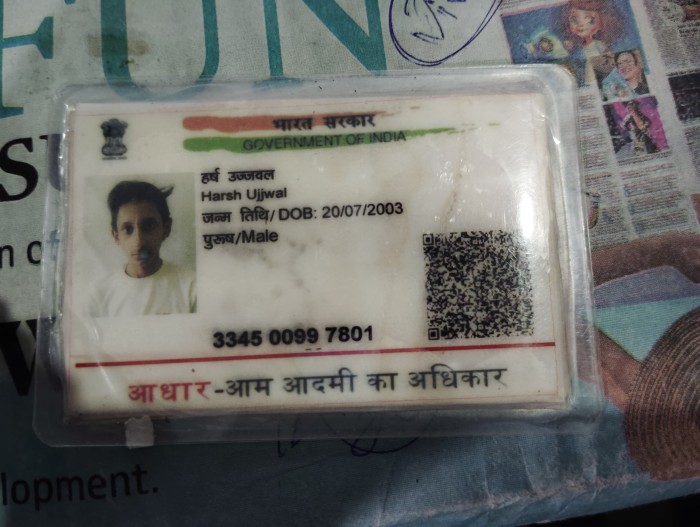 FUN
भारत सरकार
GOVERNMENT OF INDIA
हर्ष उज्जवल
Harsh Ujjwal
जन्म तिथि/ DOB: 20/07/2003
पुरूष/Male
3345 0099 7801
आधार-आम आदमी का अधिकार
lopment.